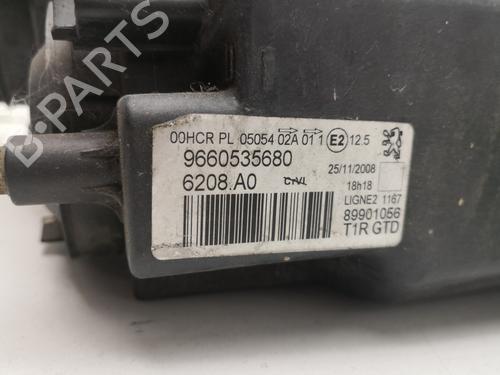 B-PARTS
00HCR PL 05054 02A 01 1 E2 12.5
9660535680
25/11/2008
6208.A0
18h18
LIGNE2 1167
89901056
T1R GTD